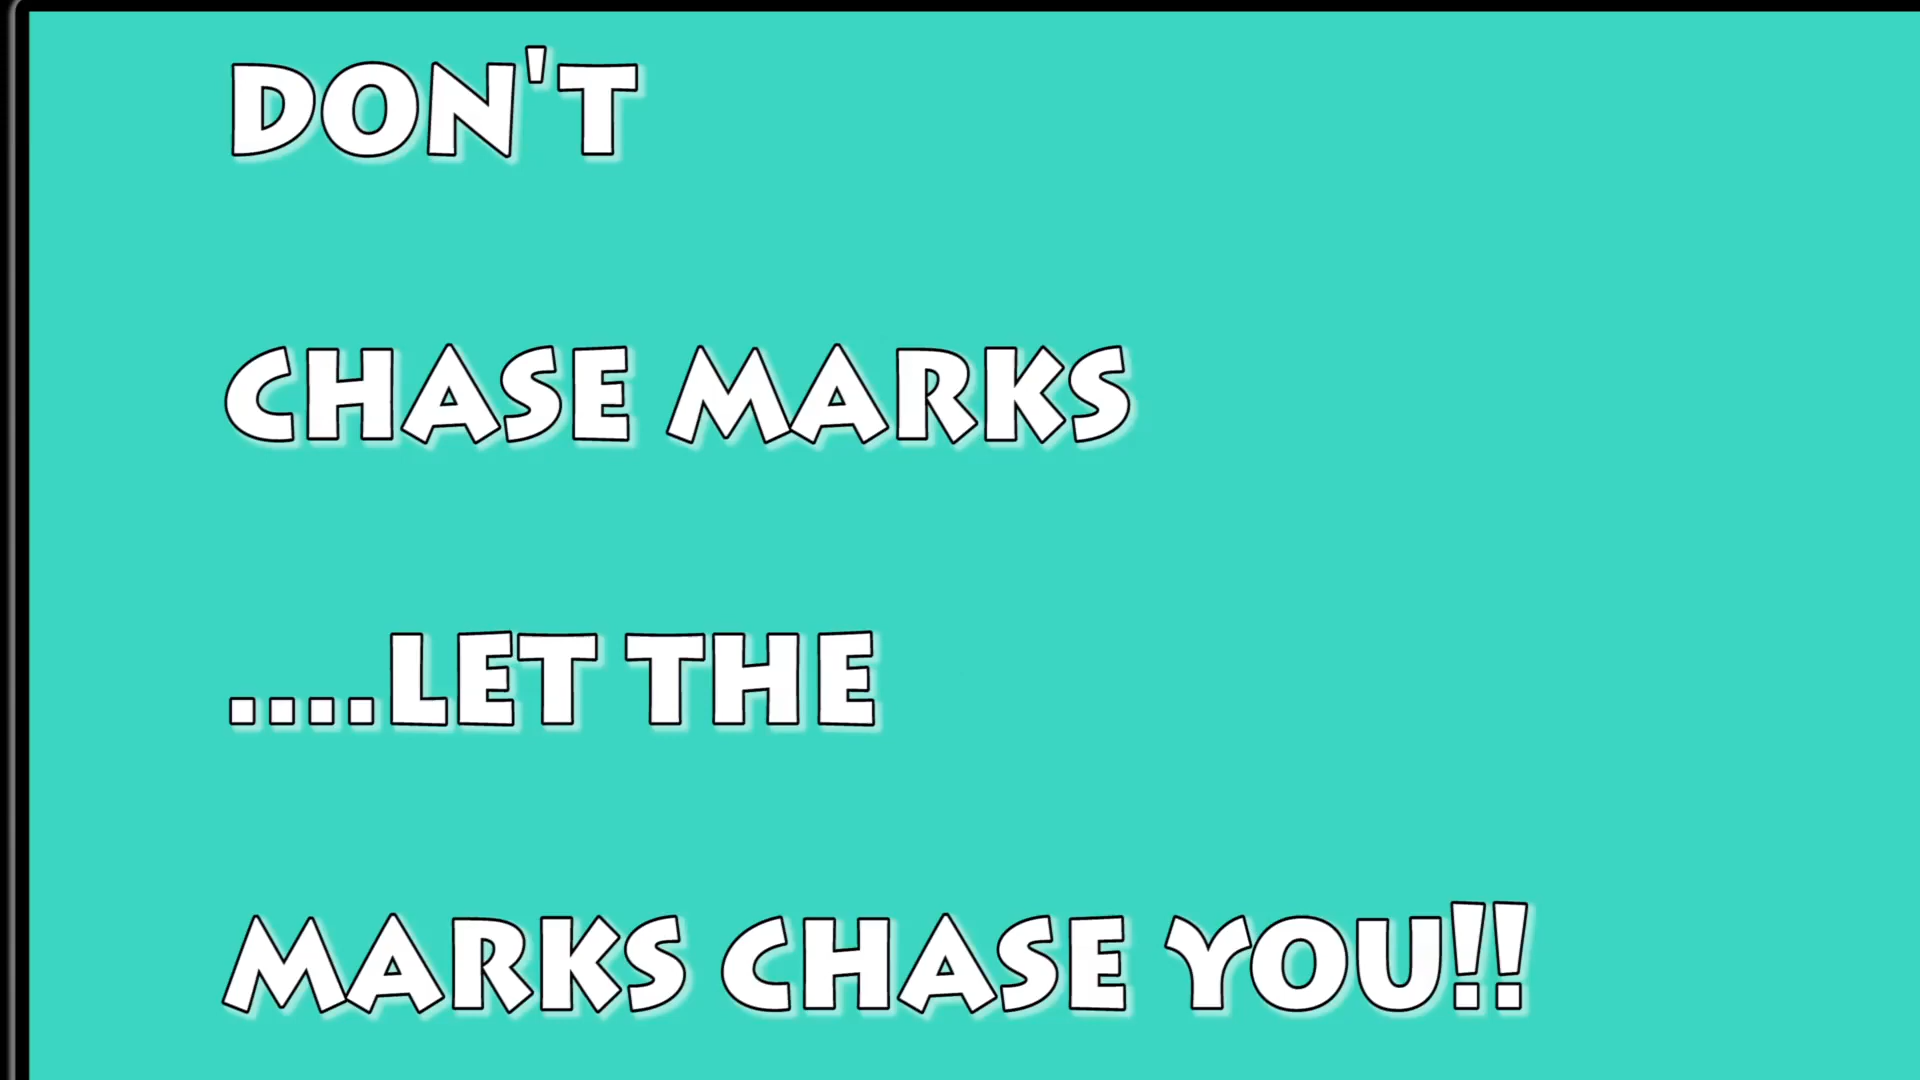 DON'T
CHASE MARKS
....LET THE
MARKS CHASE YOU!!